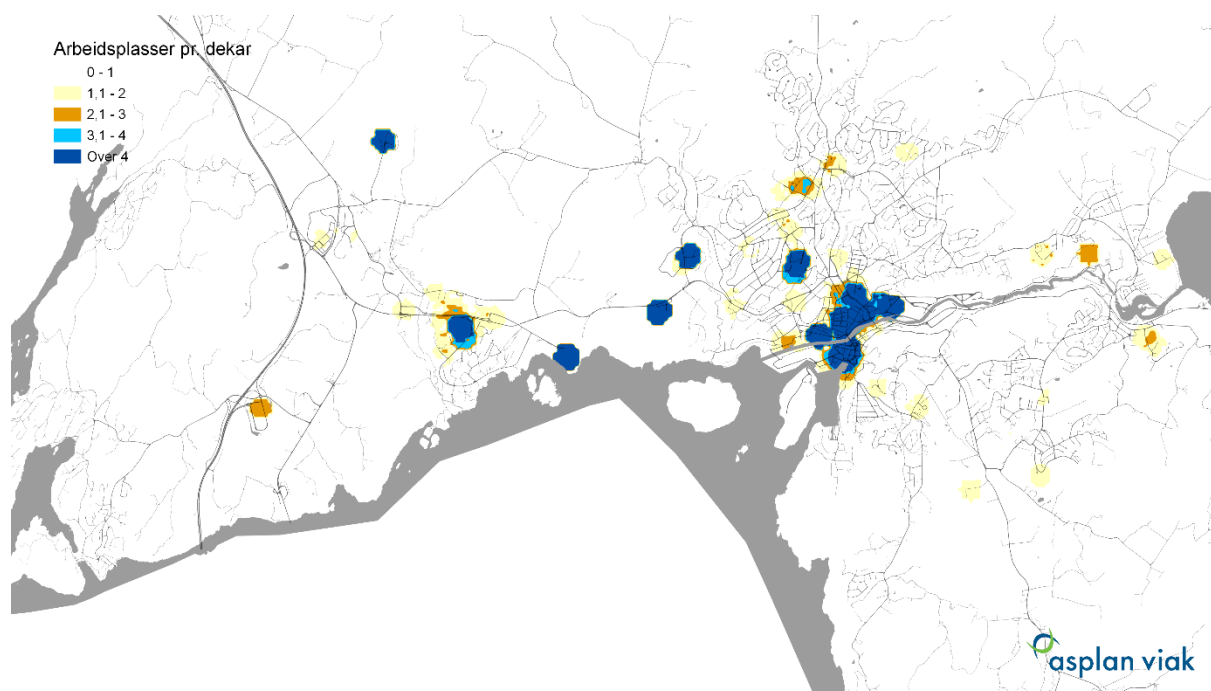 Arbeidsplasser pr. dekar
0 - 1
1,1 - 2
2,1 - 3
3,1 - 4
Over 4
asplan viak